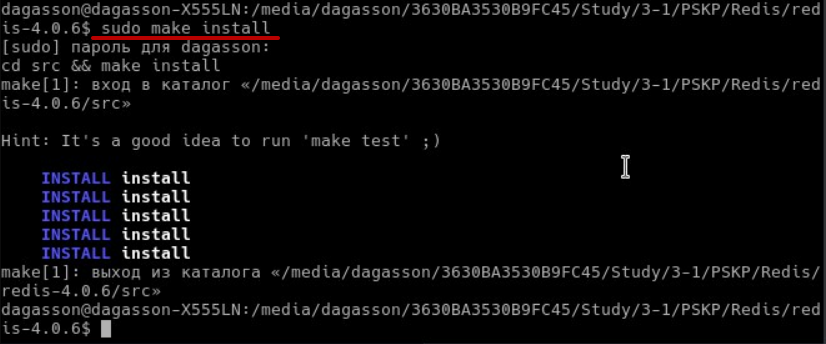 dagasson@dagasson-X555LN:/media/dagasson/3630BA3530B9FC45/Study/3-1/PSKP/Redis/red
is-4.0.6$ sudo make install
[sudo] пароль для dagasson:
cd src && make install
make[1]: вход в каталог «/media/dagasson/3630BA3530B9FC45/Study/3-1/PSKP/Redis/red
is-4.0.6/src»
Hint: It's a good idea to run 'make test' ;)
INSTALL install
INSTALL install
INSTALL install
INSTALL install
INSTALL install
make[1]: выход из каталога «/media/dagasson/3630BA3530B9FC45/Study/3-1/PSKP/Redis/
redis-4.0.6/src»
dagasson@dagasson-X555LN:/media/dagasson/3630BA3530B9FC45/Study/3-1/PSKP/Redis/red
is-4.0.6$